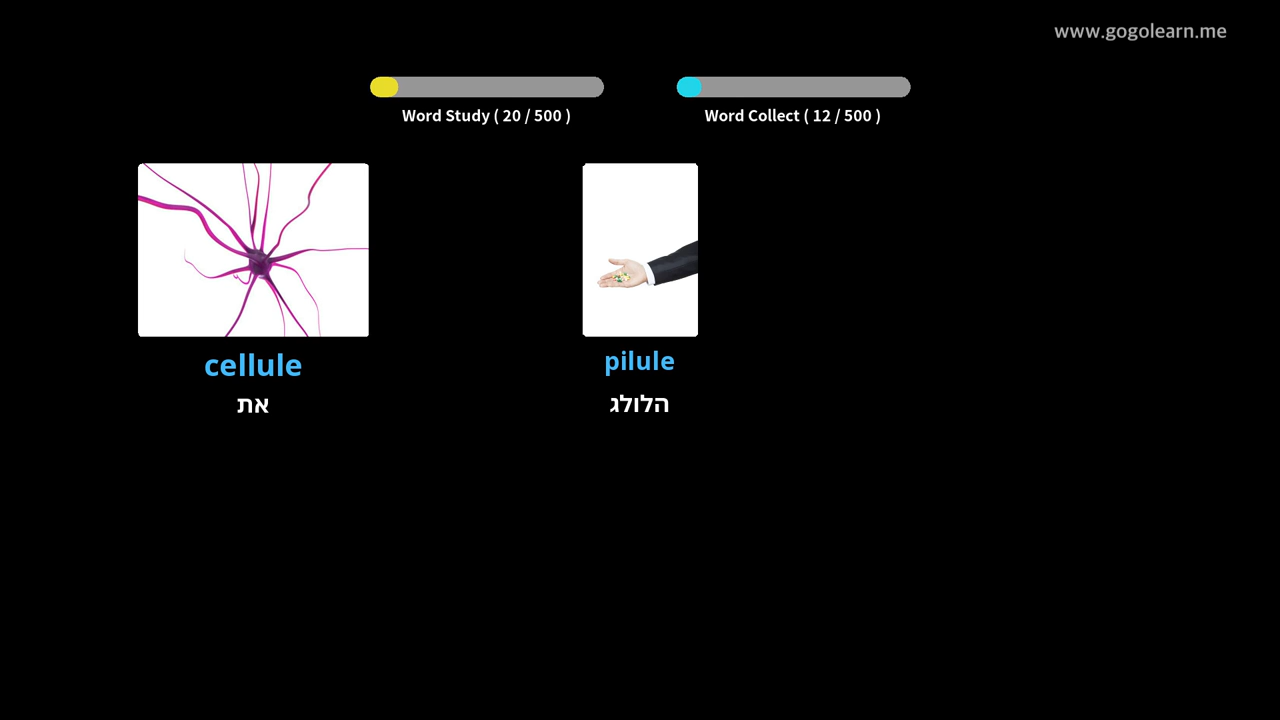 www.gogolearn.me
Word Study ( 20 / 500 )
Word Collect ( 12 / 500 )
cellule
את
pilule
הלולג